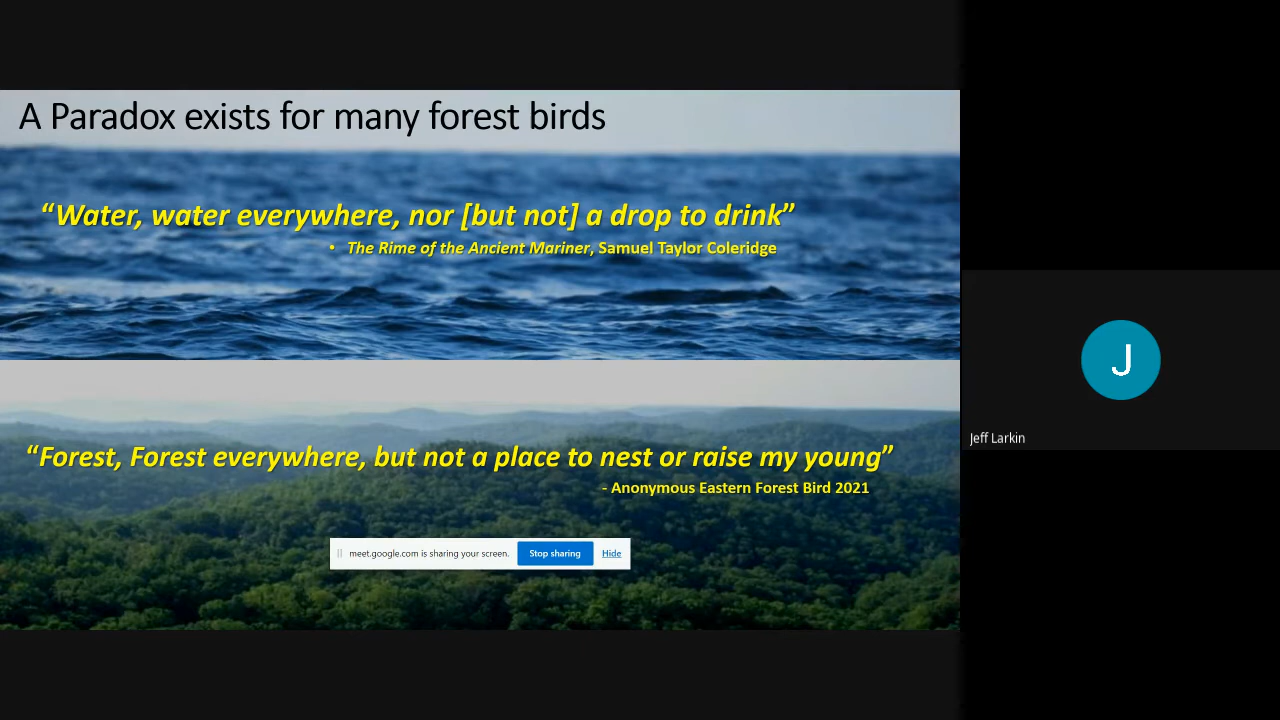 A Paradox exists for many forest birds
“Water, water everywhere, nor [but not] a drop to drink”
• The Rime of the Ancient Mariner, Samuel Taylor Coleridge
“Forest, Forest everywhere, but not a place to nest or raise my young”
- Anonymous Eastern Forest Bird 2021
meet.google.com is sharing your screen. Stop sharing Hide
J
Jeff Larkin